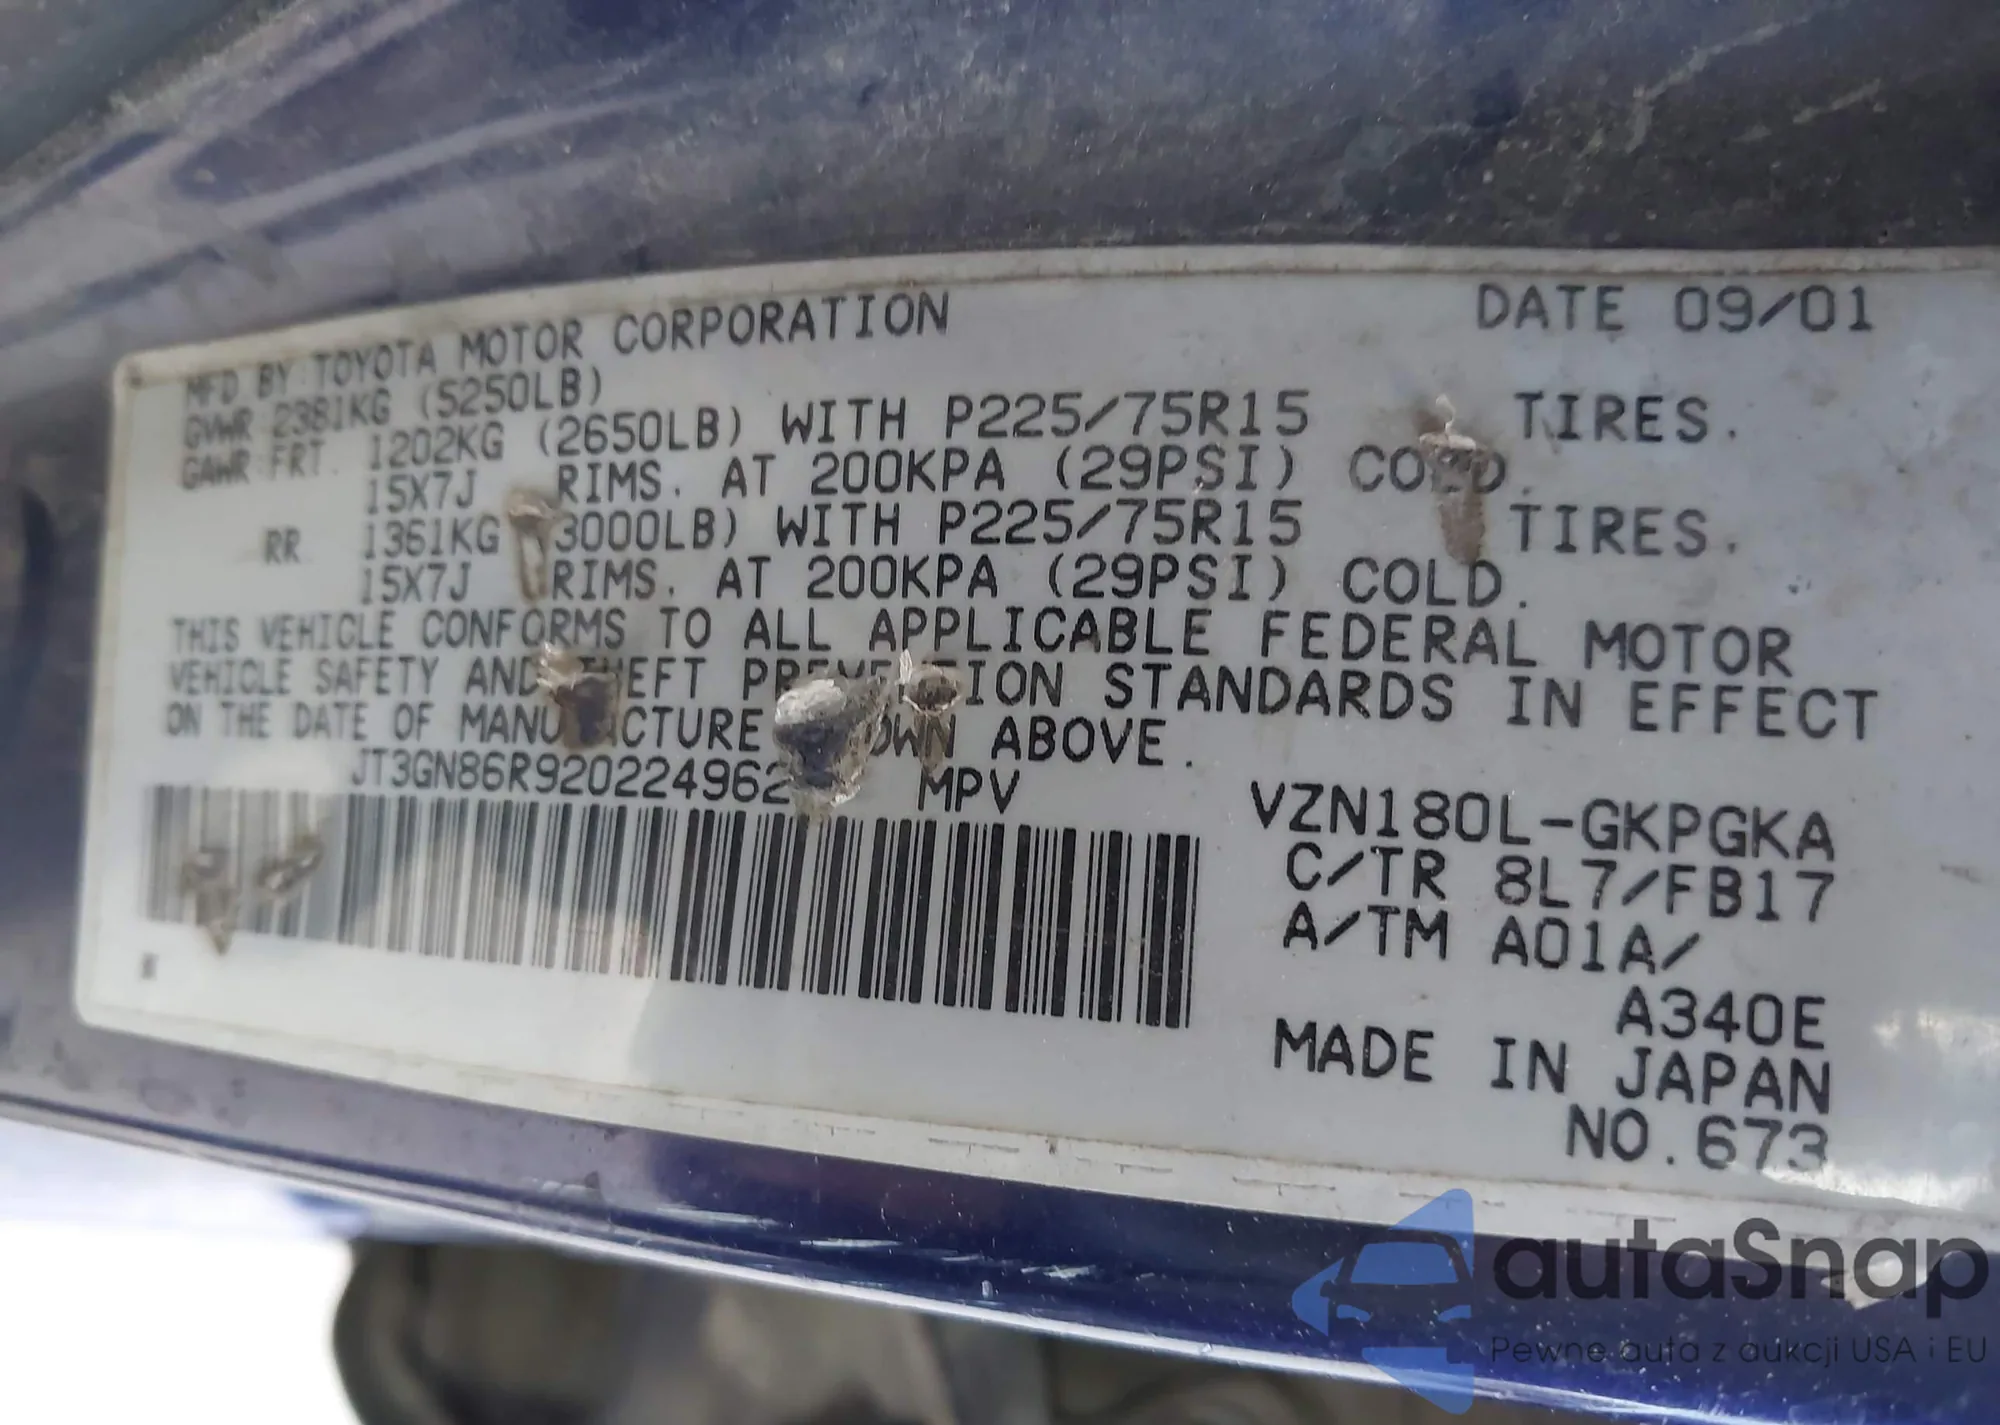 MFD BY TOYOTA MOTOR CORPORATION DATE 09/01
GVWR 2381KG (5250LB)
GAWR FRT. 1202KG (2650LB) WITH P225/75R15 TIRES.
15X7J RIMS. AT 200KPA (29PSI) COLD.
RR 1361KG (3000LB) WITH P225/75R15 TIRES.
15X7J RIMS. AT 200KPA (29PSI) COLD.
THIS VEHICLE CONFORMS TO ALL APPLICABLE FEDERAL MOTOR
VEHICLE SAFETY AND THEFT PREVENTION STANDARDS IN EFFECT
ON THE DATE OF MANUFACTURE SHOWN ABOVE.
JT3GN86R920224962 MPV
VZN180L-GKPGKA
C/TR 8L7/FB17
A/TM A01A/
A340E
MADE IN JAPAN
NO.673
autaSnap
Pewne auta z aukcji USA i EU